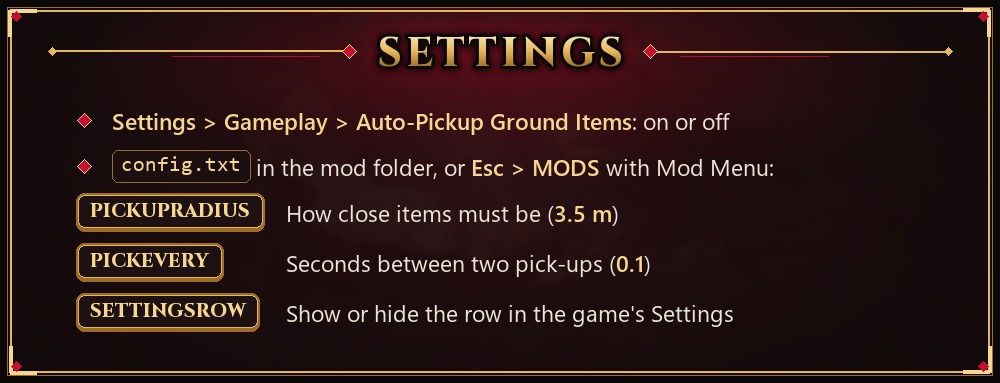 SETTINGS
Settings > Gameplay > Auto-Pickup Ground Items: on or off
config.txt in the mod folder, or Esc > MODS with Mod Menu:
PICKUPRADIUS How close items must be (3.5 m)
PICKEVERY Seconds between two pick-ups (0.1)
SETTINGSROW Show or hide the row in the game's Settings